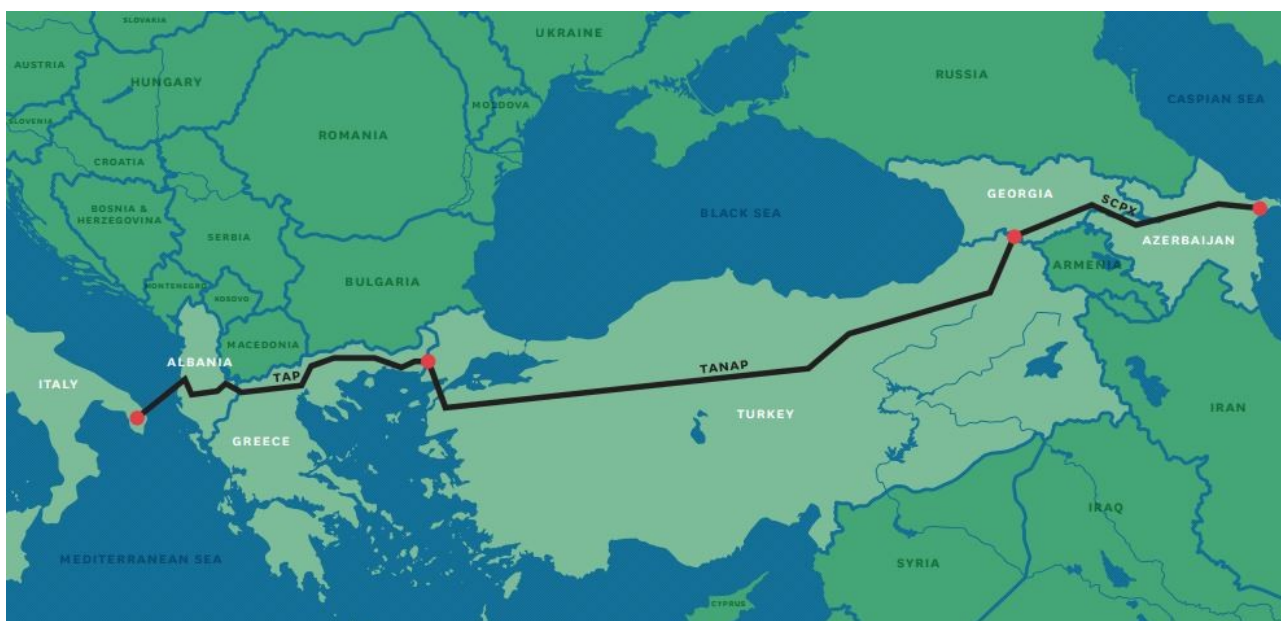 SLOVAKIA
UKRAINE
AUSTRIA
RUSSIA
HUNGARY
CASPIAN SEA
MOLDOVA
SLOVENIA
ROMANIA
CROATIA
GEORGIA
BOSNIA &
HERZEGOVINA
SCPX
BLACK SEA
SERBIA
AZERBAIJAN
ARMENIA
BULGARIA
MONTENEGRO
KOSOVO
MACEDONIA
ALBANIA
TANAP
TAP
ITALY
IRAN
TURKEY
GREECE
IRAQ
MEDITERRANEAN SEA
SYRIA
CYPRUS